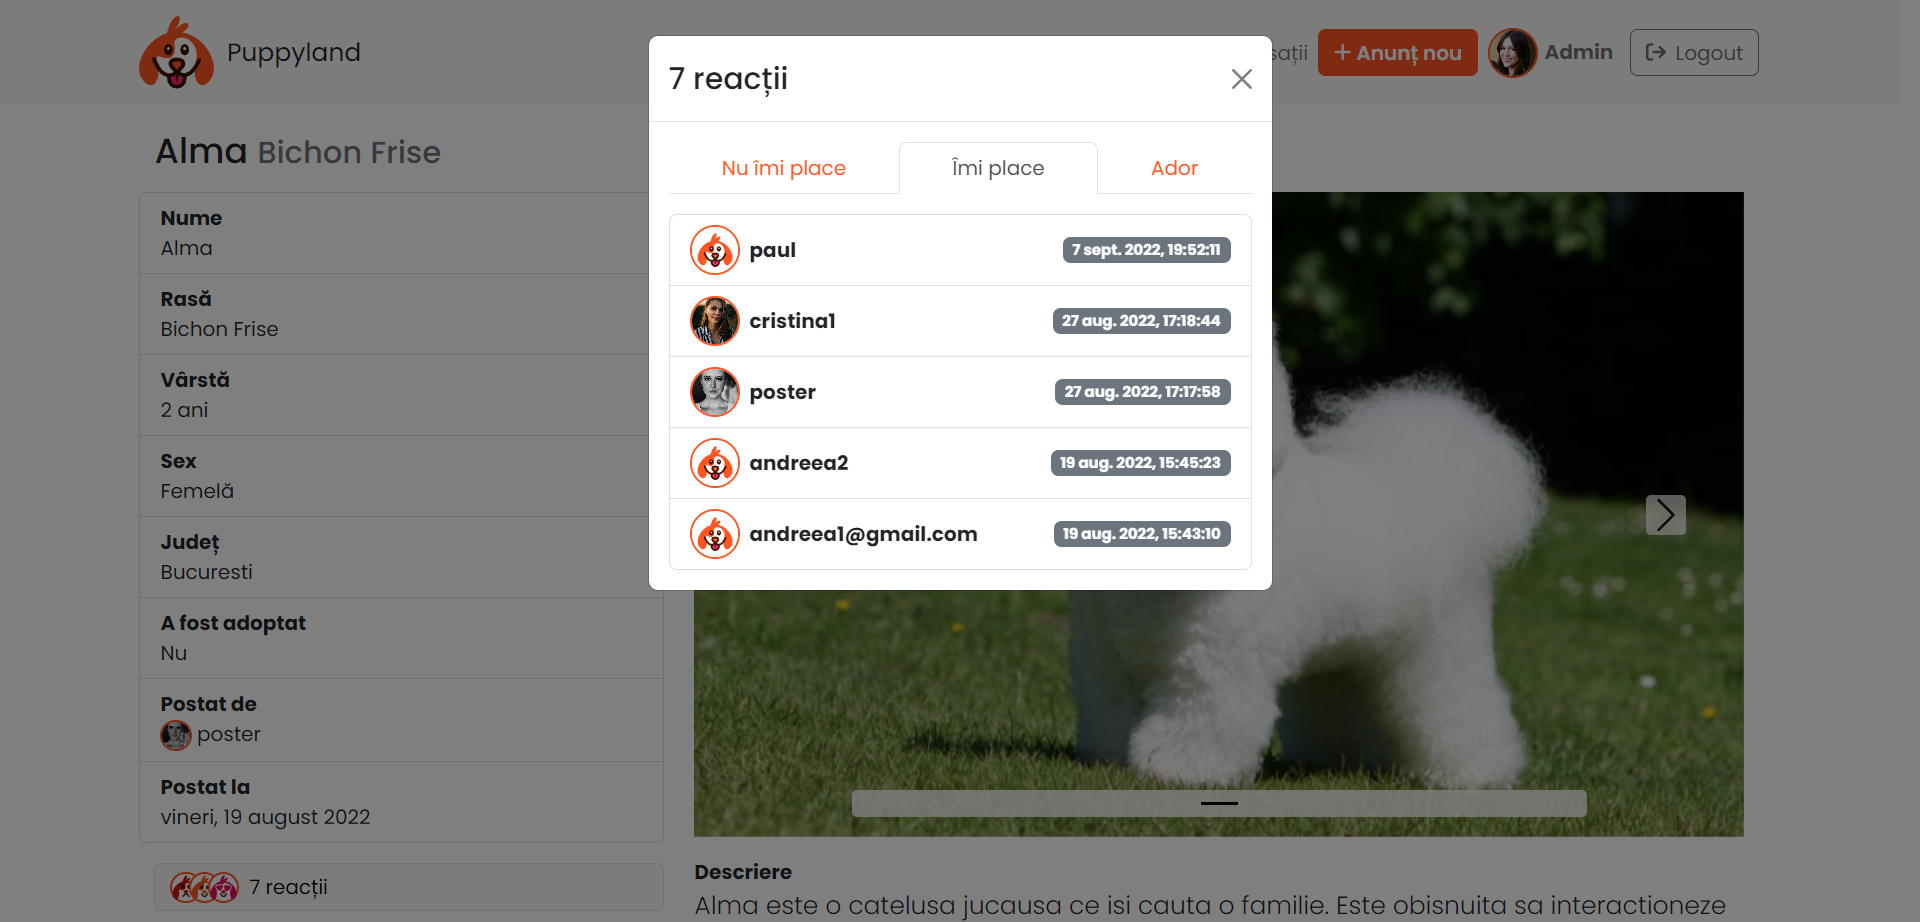 Puppyland
sații
+ Anunț nou
Admin
Logout
7 reacții
Nu îmi place
Îmi place
Ador
paul
7 sept. 2022, 19:52:11
cristina1
27 aug. 2022, 17:18:44
poster
27 aug. 2022, 17:17:58
andreea2
19 aug. 2022, 15:45:23
andreea1@gmail.com
19 aug. 2022, 15:43:10
Alma Bichon Frise
Nume
Alma
Rasă
Bichon Frise
Vârstă
2 ani
Sex
Femelă
Județ
Bucuresti
A fost adoptat
Nu
Postat de
poster
Postat la
vineri, 19 august 2022
7 reacții
Descriere
Alma este o catelusa jucausa ce isi cauta o familie. Este obisnuita sa interactioneze